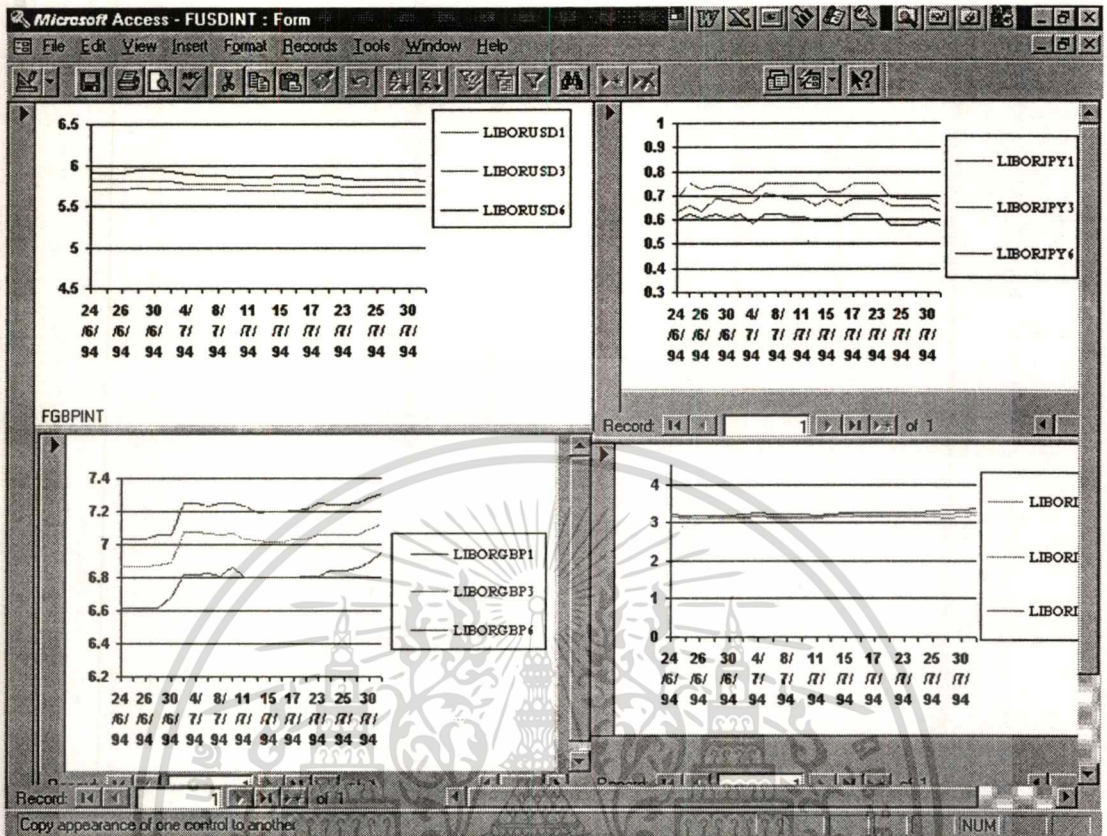 Microsoft Access - FUSDINT : Form
File Edit View Insert Format Records Tools Window Help
6.5
6
5.5
5
4.5
24 26 30 4/ 8/ 11 15 17 23 25 30
/6/ /6/ /6/ 7/ 7/ /7/ /7/ /7/ /7/ /7/ /7/
94 94 94 94 94 94 94 94 94 94 94
LIBORUSD1
LIBORUSD3
LIBORUSD6
1
0.9
0.8
0.7
0.6
0.5
0.4
0.3
24 26 30 4/ 8/ 11 15 17 23 25 30
/6/ /6/ /6/ 7/ 7/ /7/ /7/ /7/ /7/ /7/ /7/
94 94 94 94 94 94 94 94 94 94 94
LIBORJPY1
LIBORJPY3
LIBORJPY6
Record: 1 of 1
FGBPINT
7.4
7.2
7
6.8
6.6
6.4
6.2
24 26 30 4/ 8/ 11 15 17 23 25 30
/6/ /6/ /6/ 7/ 7/ /7/ /7/ /7/ /7/ /7/ /7/
94 94 94 94 94 94 94 94 94 94 94
LIBORGBP1
LIBORGBP3
LIBORGBP6
4
3
2
1
0
24 26 30 4/ 8/ 11 15 17 23 25 30
/6/ /6/ /6/ 7/ 7/ /7/ /7/ /7/ /7/ /7/ /7/
94 94 94 94 94 94 94 94 94 94 94
LIBORI
LIBORI
LIBORI
Record: 1 of 1
Copy appearance of one control to another
NUM